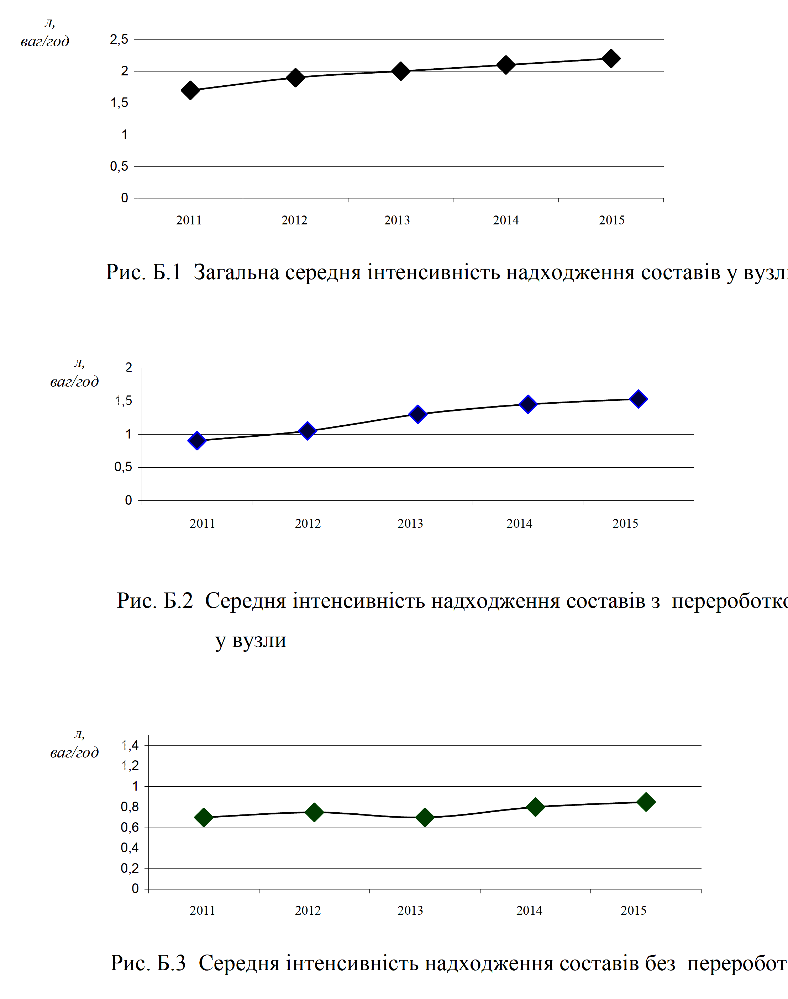 л,
ваг/год
2,5
2
1,5
1
0,5
0
2011 2012 2013 2014 2015
Рис. Б.1 Загальна середня інтенсивність надходження составів у вузли
л,
ваг/год
2
1,5
1
0,5
0
2011 2012 2013 2014 2015
Рис. Б.2 Середня інтенсивність надходження составів з переробтко
у вузли
л,
ваг/год
1,4
1,2
1
0,8
0,6
0,4
0,2
0
2011 2012 2013 2014 2015
Рис. Б.3 Середня інтенсивність надходження составів без